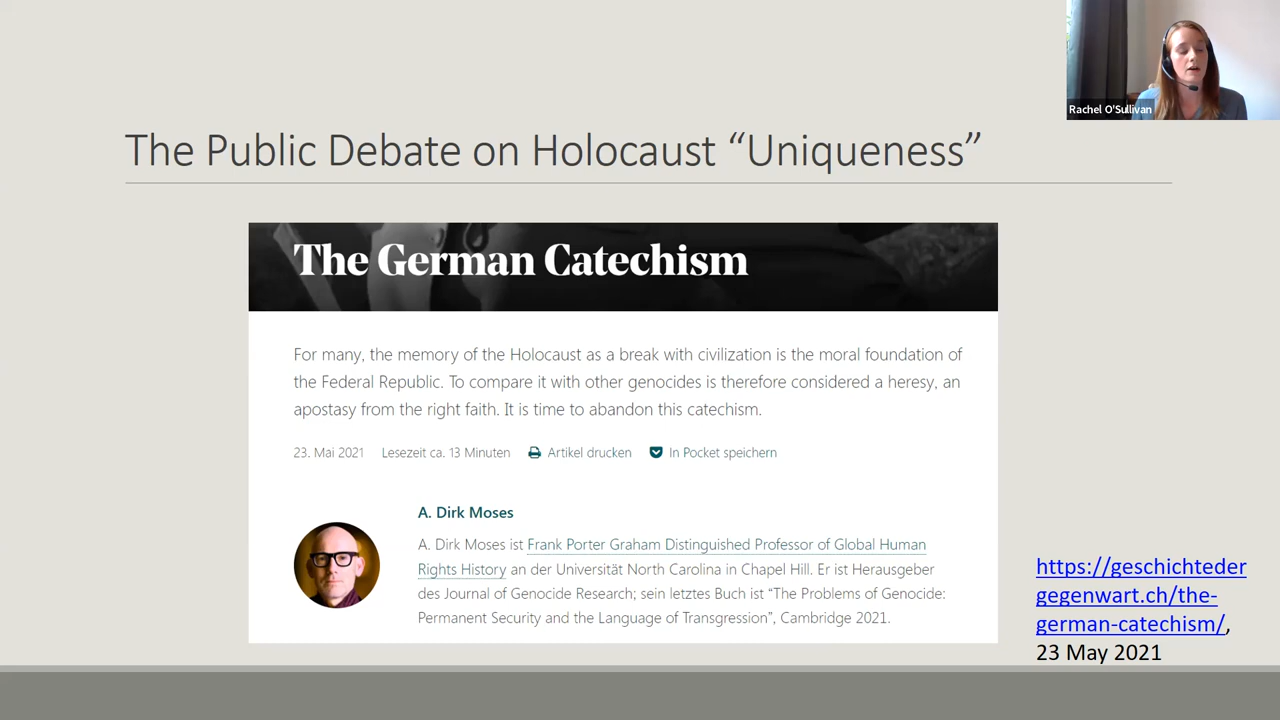 Rachel O'Sullivan
The Public Debate on Holocaust “Uniqueness”
The German Catechism
For many, the memory of the Holocaust as a break with civilization is the moral foundation of
the Federal Republic. To compare it with other genocides is therefore considered a heresy, an
apostasy from the right faith. It is time to abandon this catechism.
23. Mai 2021 Lesezeit ca. 13 Minuten Artikel drucken In Pocket speichern
A. Dirk Moses
A. Dirk Moses ist Frank Porter Graham Distinguished Professor of Global Human
Rights History an der Universität North Carolina in Chapel Hill. Er ist Herausgeber
des Journal of Genocide Research; sein letztes Buch ist “The Problems of Genocide:
Permanent Security and the Language of Transgression”, Cambridge 2021.
https://geschichteder
gegenwart.ch/the-
german-catechism/,
23 May 2021